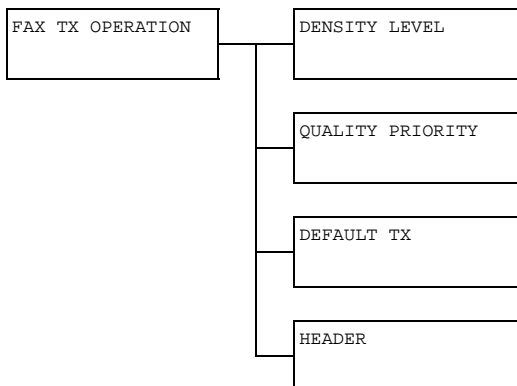 FAX TX OPERATION
DENSITY LEVEL
QUALITY PRIORITY
DEFAULT TX
HEADER